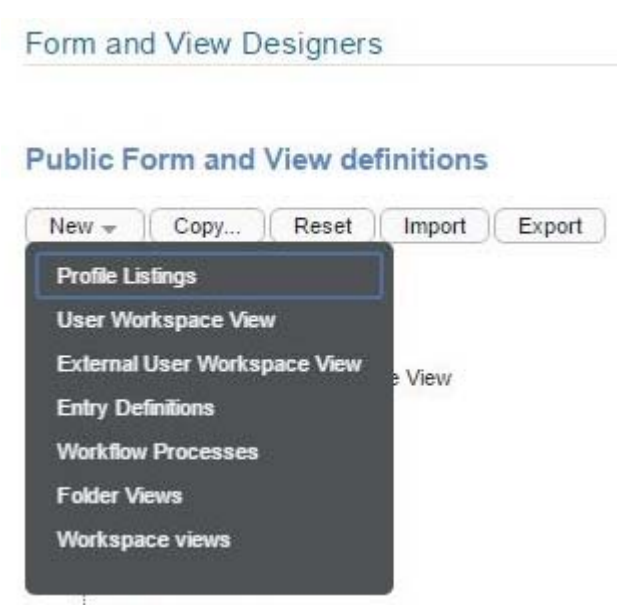 Form and View Designers
Public Form and View definitions
New Copy... Reset Import Export
Profile Listings
User Workspace View
External User Workspace View
e View
Entry Definitions
Workflow Processes
Folder Views
Workspace views